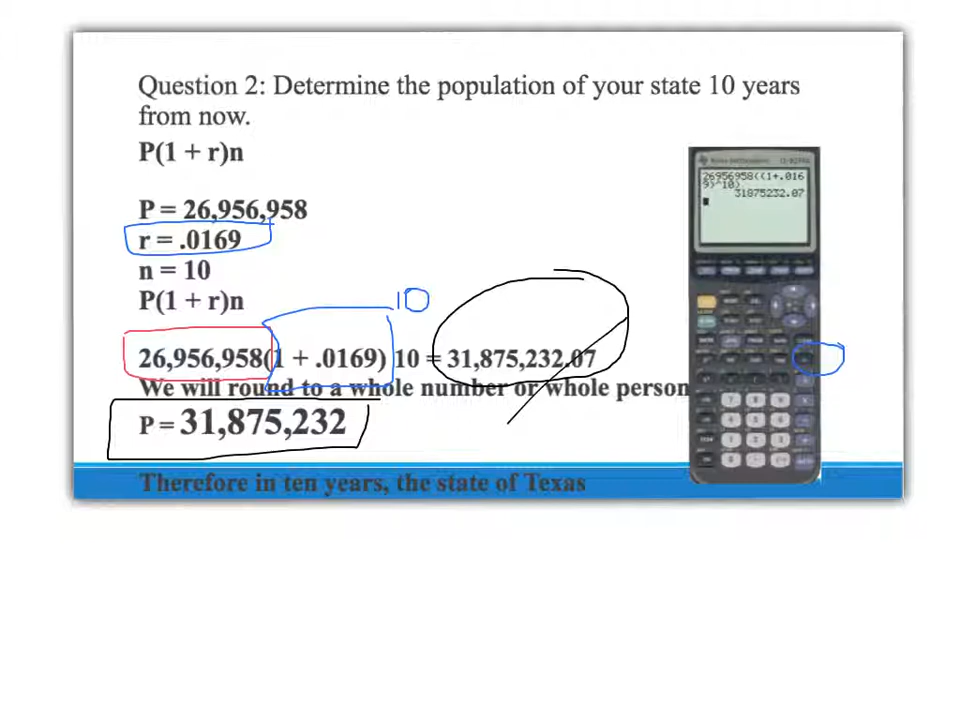 Question 2: Determine the population of your state 10 years
from now.
P(1 + r)n
P = 26,956,958
r = .0169
n = 10
P(1 + r)n
10
26,956,958(1 + .0169) 10 = 31,875,232.07
We will round to a whole number or whole person
P = 31,875,232
Therefore in ten years, the state of Texas
26956958((1+.016
9)^10)
31875232.07